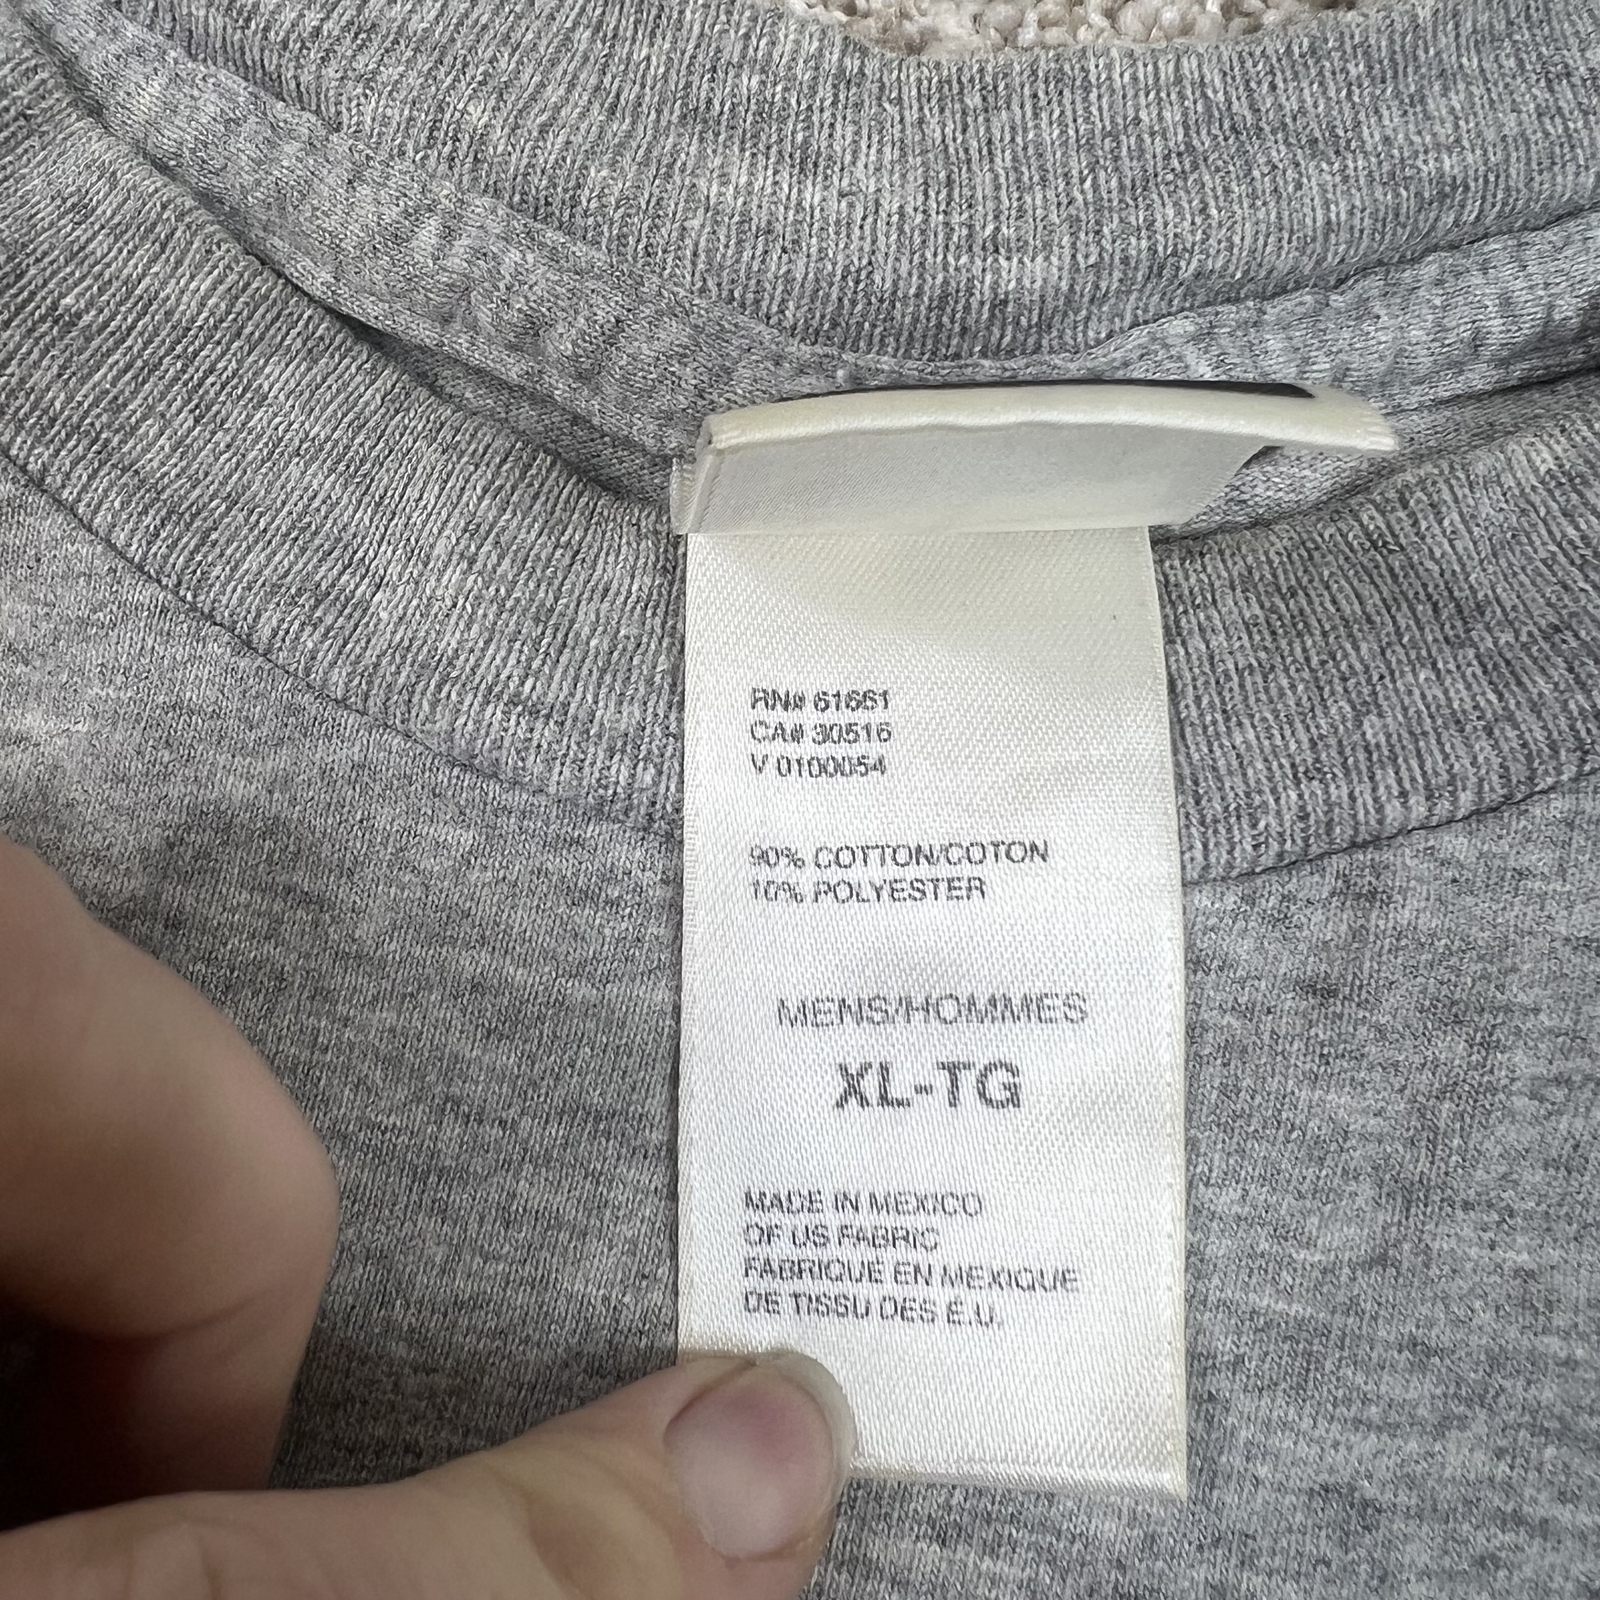 RN# 61661
CA# 30516
V 0100054
90% COTTON/COTON
10% POLYESTER
MENS/HOMMES
XL-TG
MADE IN MEXICO
OF US FABRIC
FABRIQUE EN MEXIQUE
DE TISSU DES E.U.